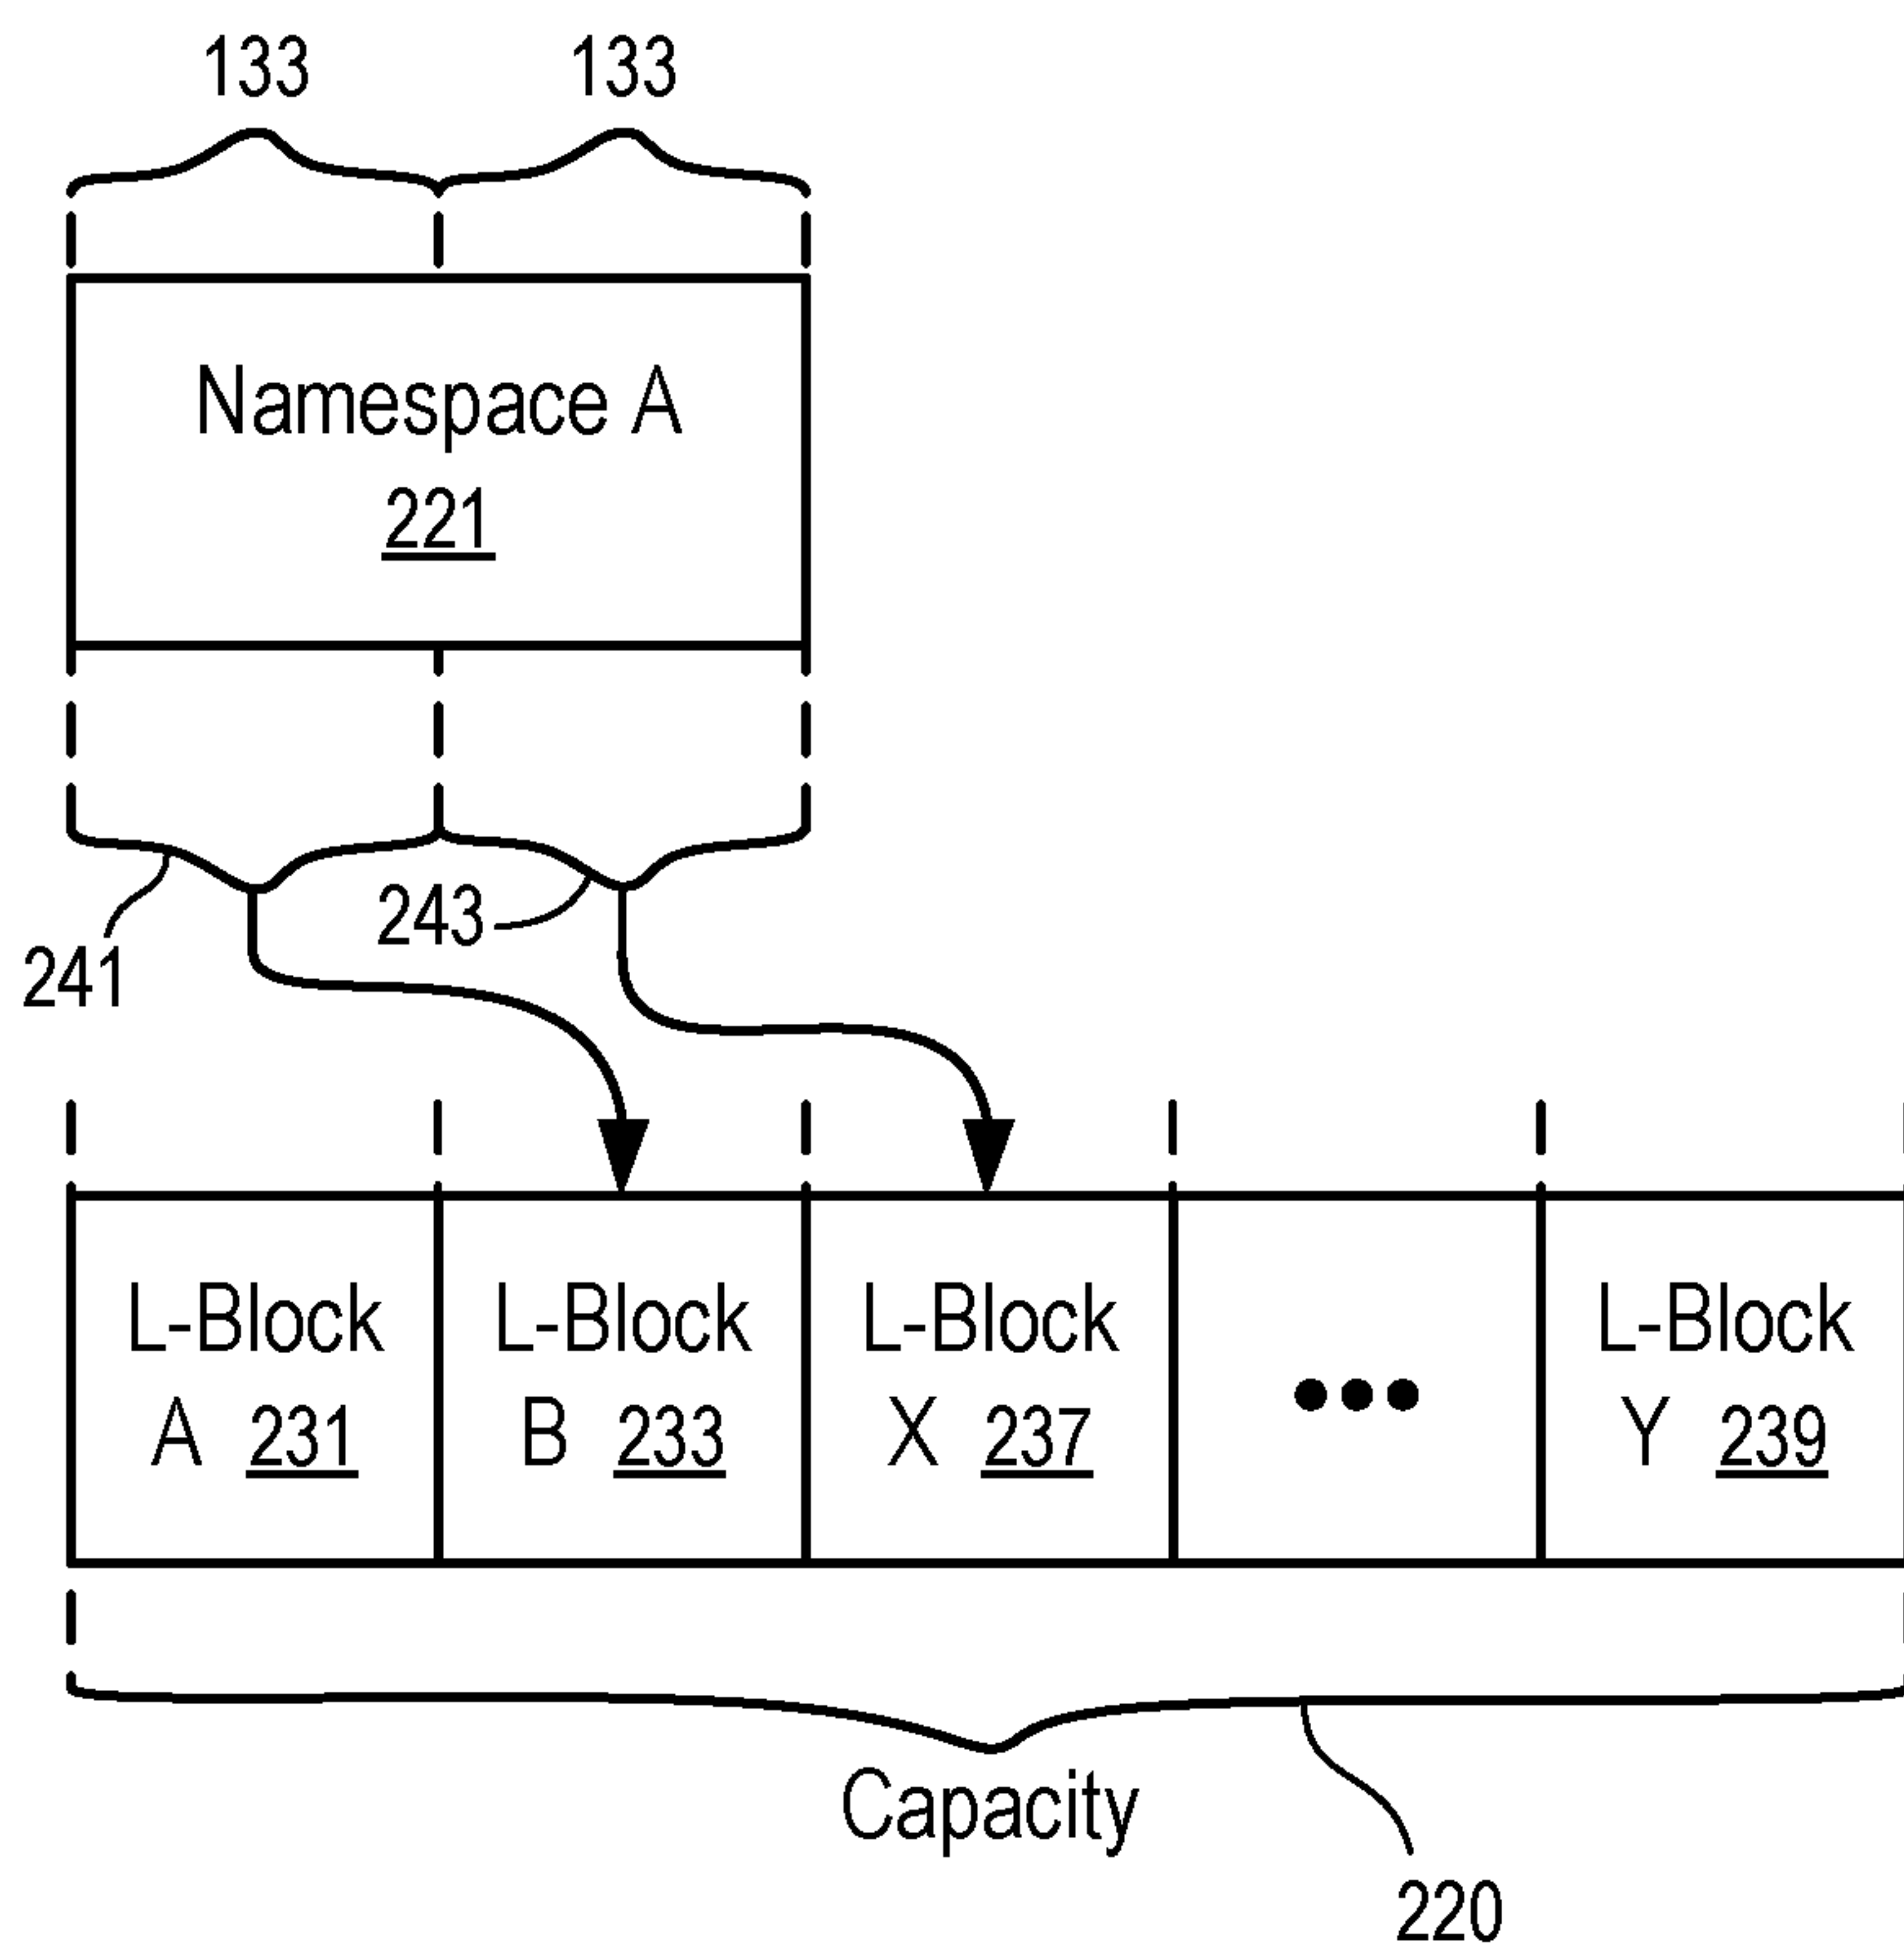 133 133
Namespace A
221
243
241
L-Block L-Block L-Block L-Block
A 231 B 233 X 237 ••• Y 239
Capacity
220